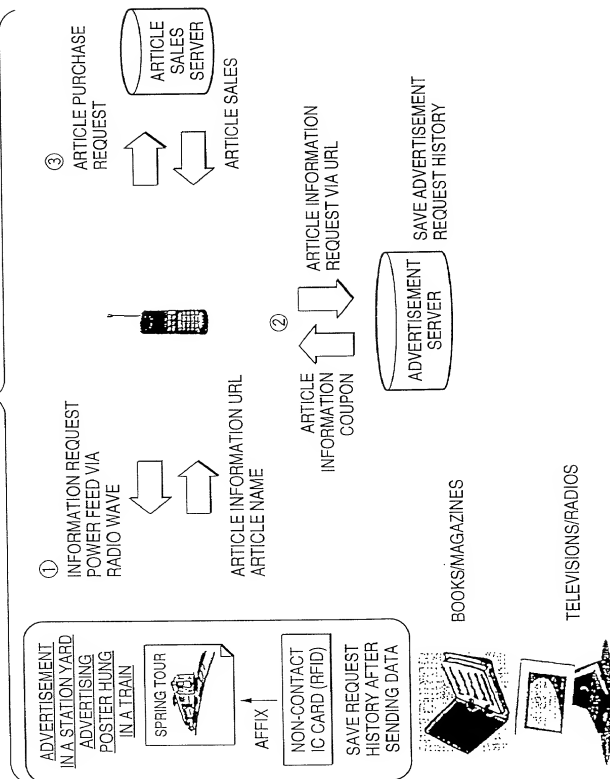 ADVERTISEMENT
IN A STATION YARD
ADVERTISING
POSTER HUNG
IN A TRAIN
SPRING TOUR
AFFIX
NON-CONTACT
IC CARD (RFID)
SAVE REQUEST
HISTORY AFTER
SENDING DATA
BOOKS/MAGAZINES
TELEVISIONS/RADIOS
①
INFORMATION REQUEST
POWER FEED VIA
RADIO WAVE
ARTICLE INFORMATION URL
ARTICLE NAME
②
ARTICLE
INFORMATION
COUPON
ARTICLE INFORMATION
REQUEST VIA URL
ADVERTISEMENT
SERVER
SAVE ADVERTISEMENT
REQUEST HISTORY
③
ARTICLE PURCHASE
REQUEST
ARTICLE SALES
ARTICLE
SALES
SERVER